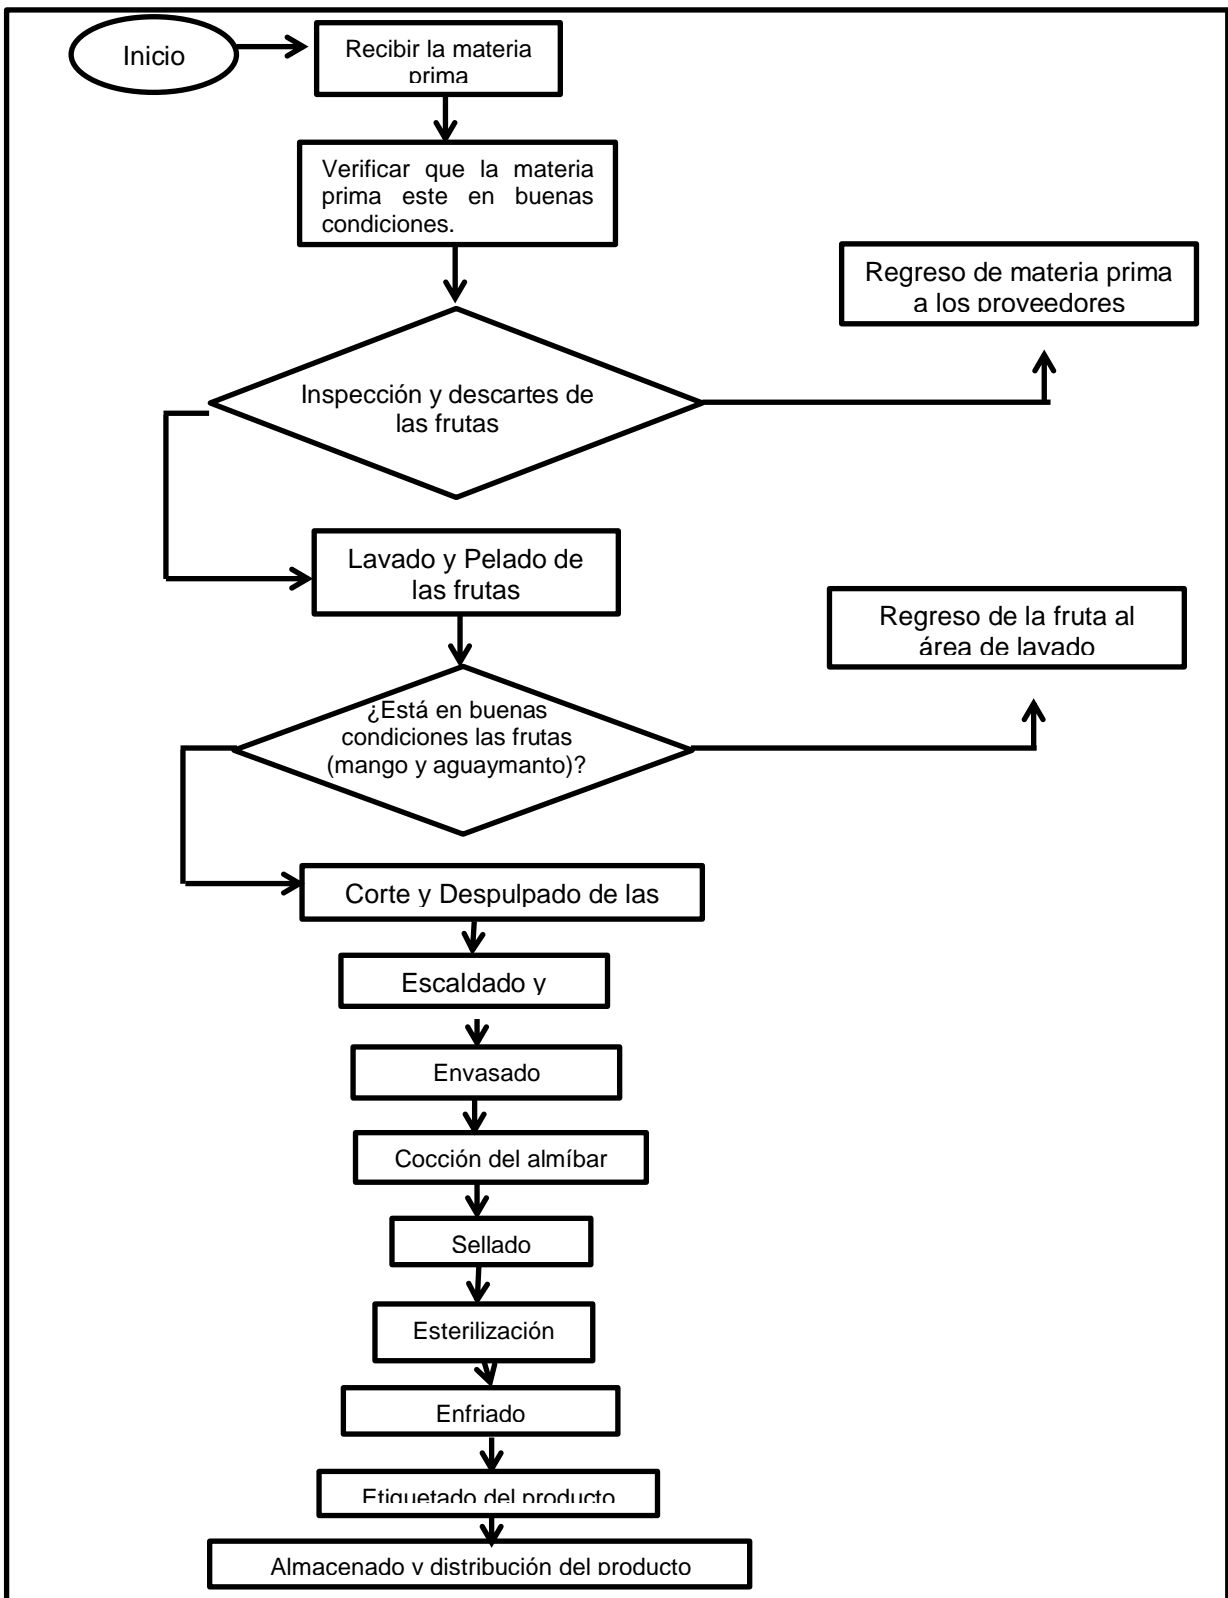 Inicio
Recibir la materia
prima
Verificar que la materia
prima este en buenas
condiciones.
Regreso de materia prima
a los proveedores
Inspección y descartes de
las frutas
Lavado y Pelado de
las frutas
Regreso de la fruta al
área de lavado
¿Está en buenas
condiciones las frutas
(mango y aguaymanto)?
Corte y Despulpado de las
Escaldado y
Envasado
Cocción del almíbar
Sellado
Esterilización
Enfriado
Etiquetado del producto
Almacenado y distribución del producto